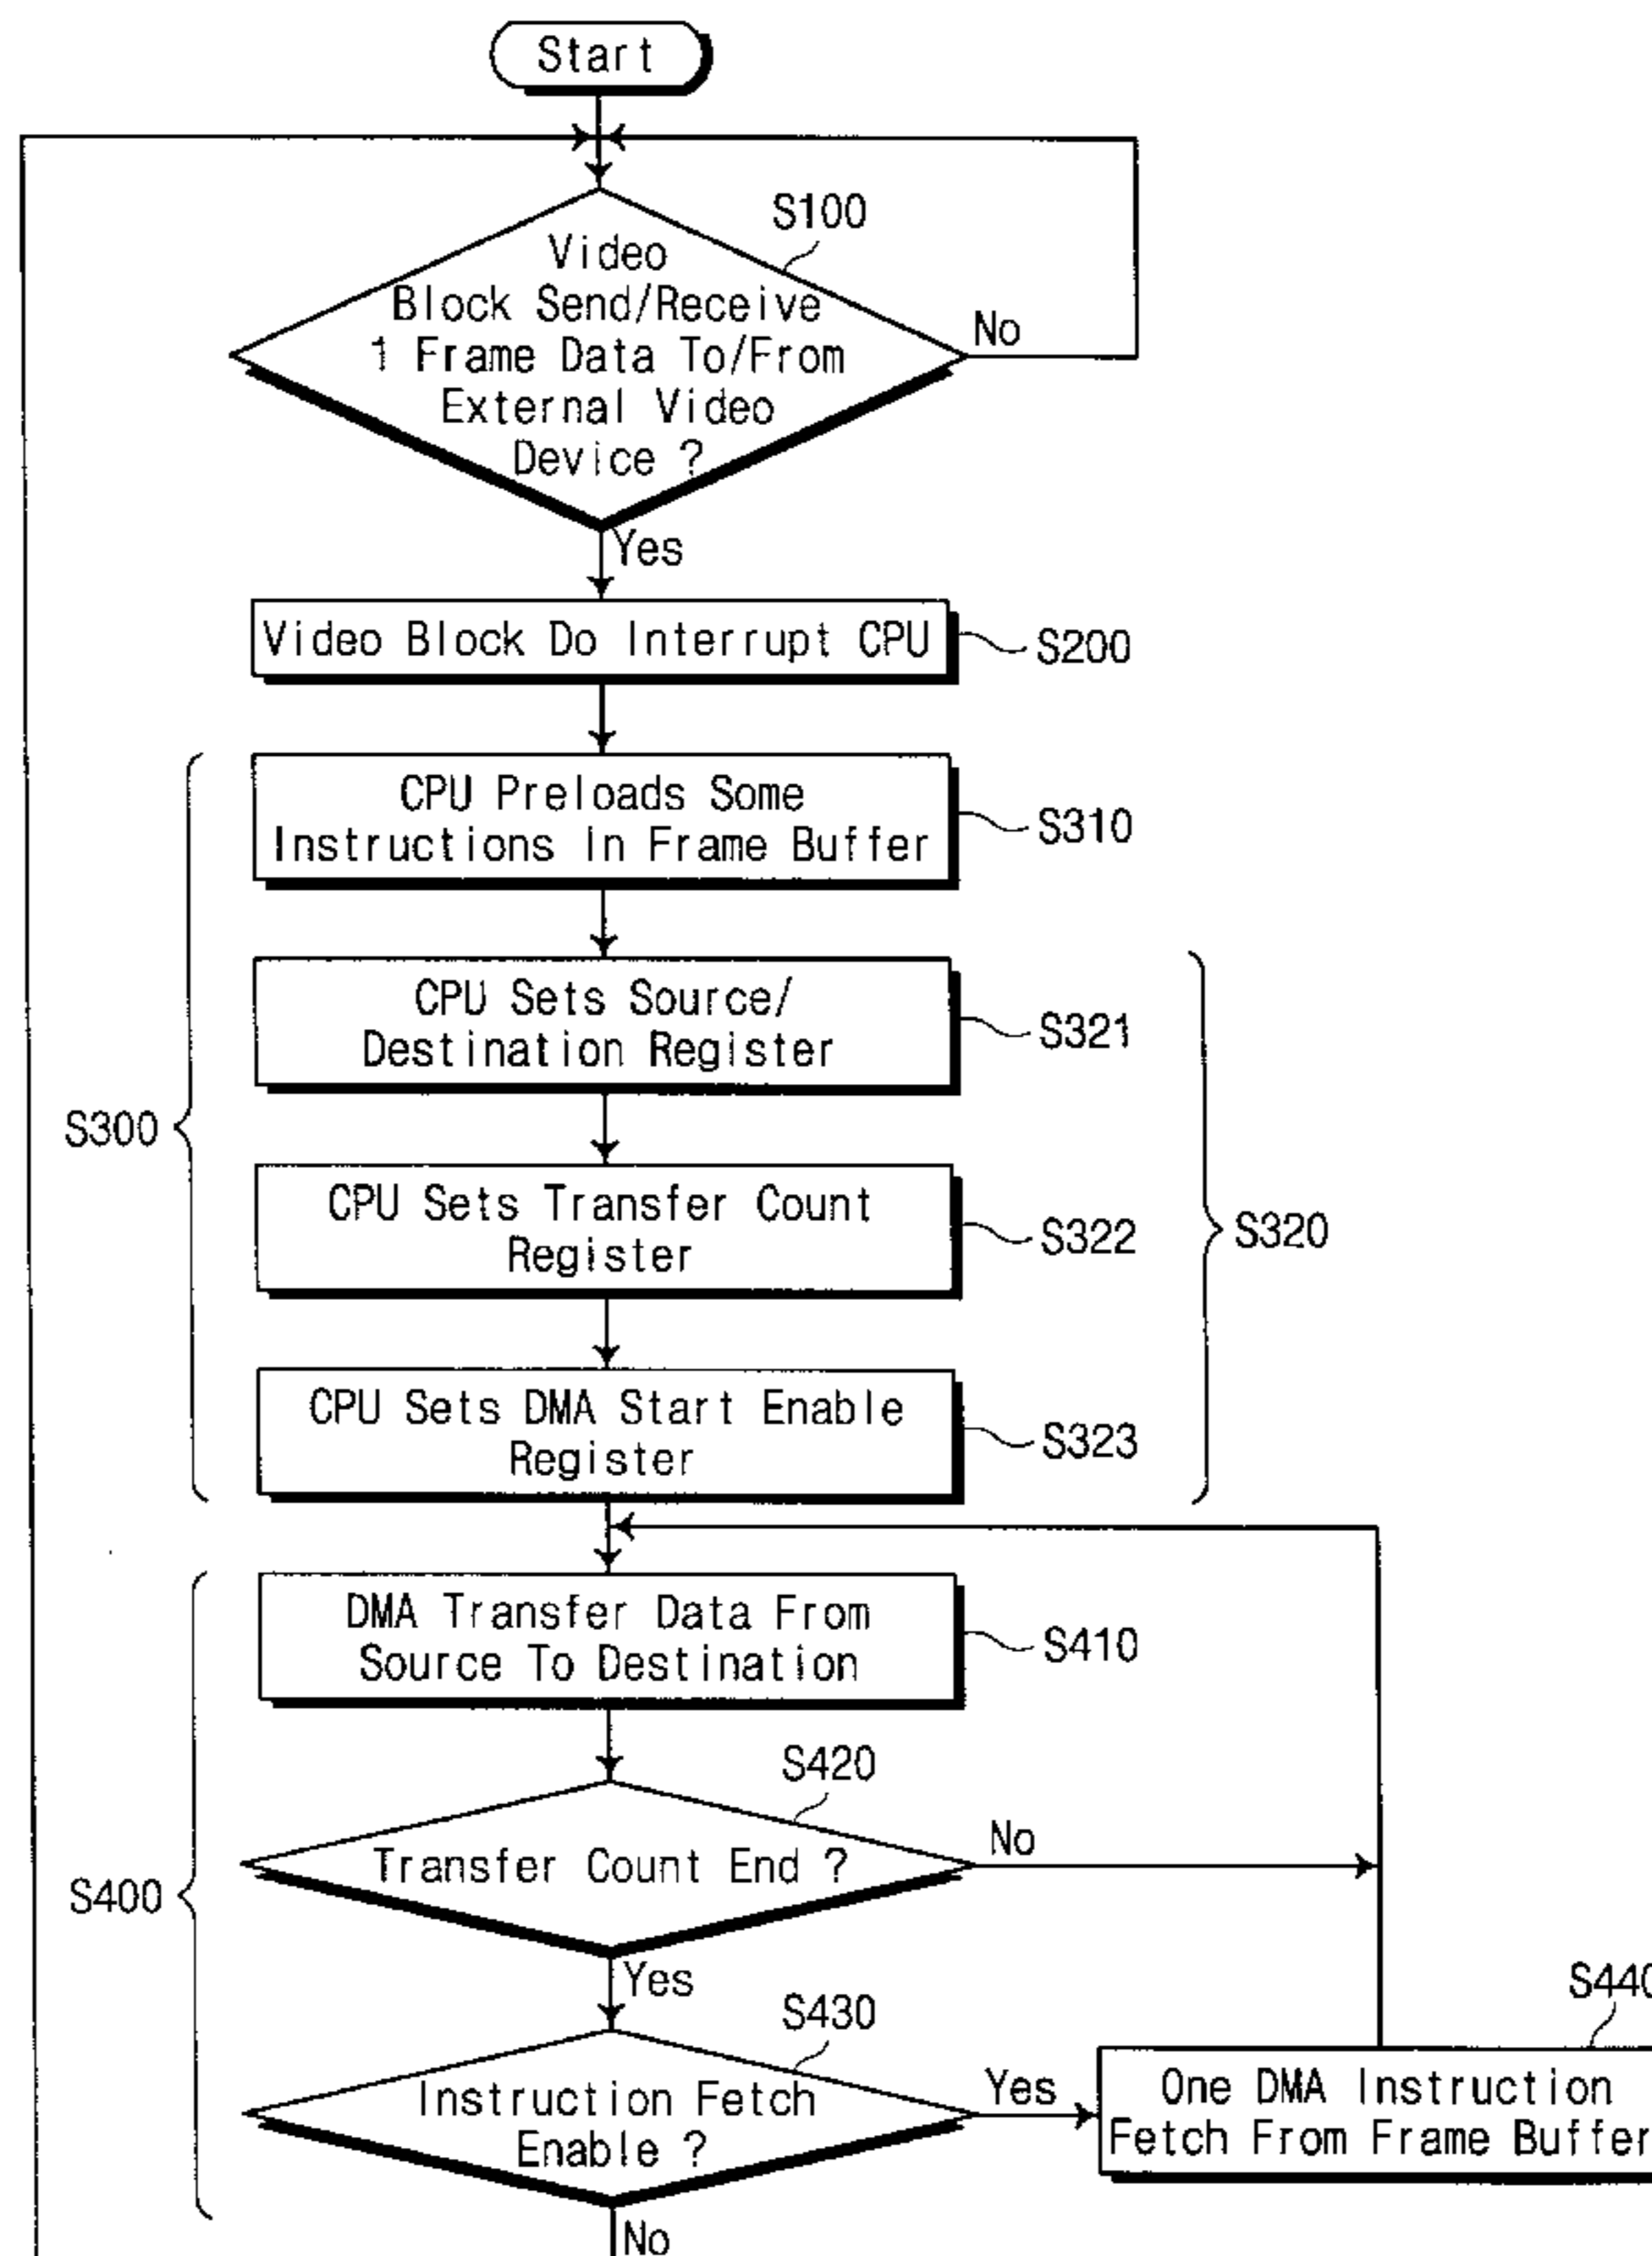 Start
S100
Video
Block Send/Receive
1 Frame Data To/From
External Video
Device ?
No
Yes
Video Block Do Interrupt CPU
S200
CPU Preloads Some
Instructions In Frame Buffer
S310
CPU Sets Source/
Destination Register
S321
S300
CPU Sets Transfer Count
Register
S322
S320
CPU Sets DMA Start Enable
Register
S323
DMA Transfer Data From
Source To Destination
S410
S420
Transfer Count End ?
No
S400
Yes
S430
S440
Instruction Fetch
Enable ?
Yes
One DMA Instruction
Fetch From Frame Buffer
No